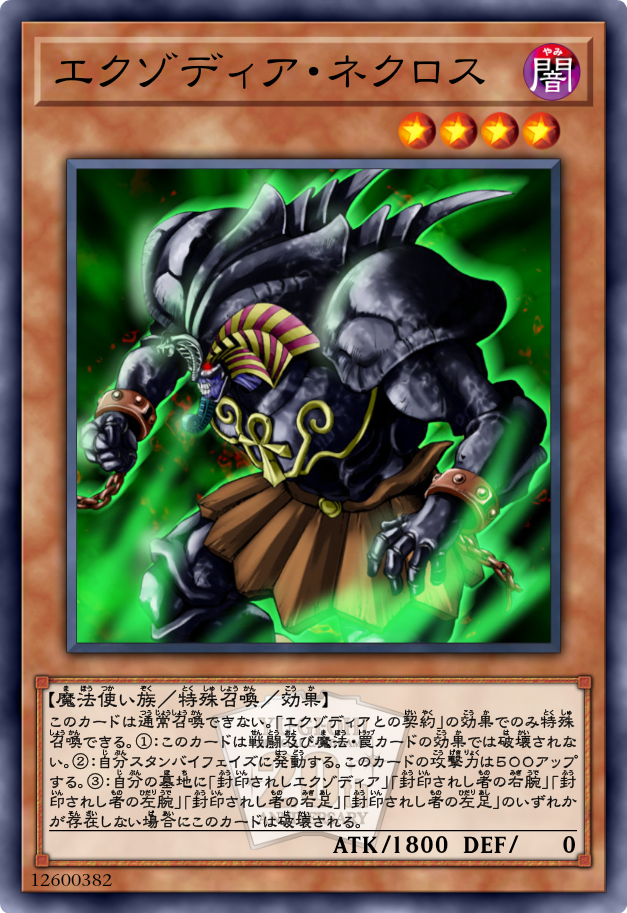 エクゾディア・ネクロス
闇
やみ
【魔法使い族／特殊召喚／効果】
このカードは通常召喚できない。「エクゾディアとの契約」の効果でのみ特殊
召喚できる。①：このカードは戦闘及び魔法・罠カードの効果では破壊されな
い。②：自分スタンバイフェイズに発動する。このカードの攻撃力は５００アップ
する。③：自分の墓地に「封印されしエクゾディア」「封印されし者の右腕」「封
印されし者の左腕」「封印されし者の右足」「封印されし者の左足」のいずれか
が存在しない場合にこのカードは破壊される。
ATK/1800 DEF/ 0
12600382